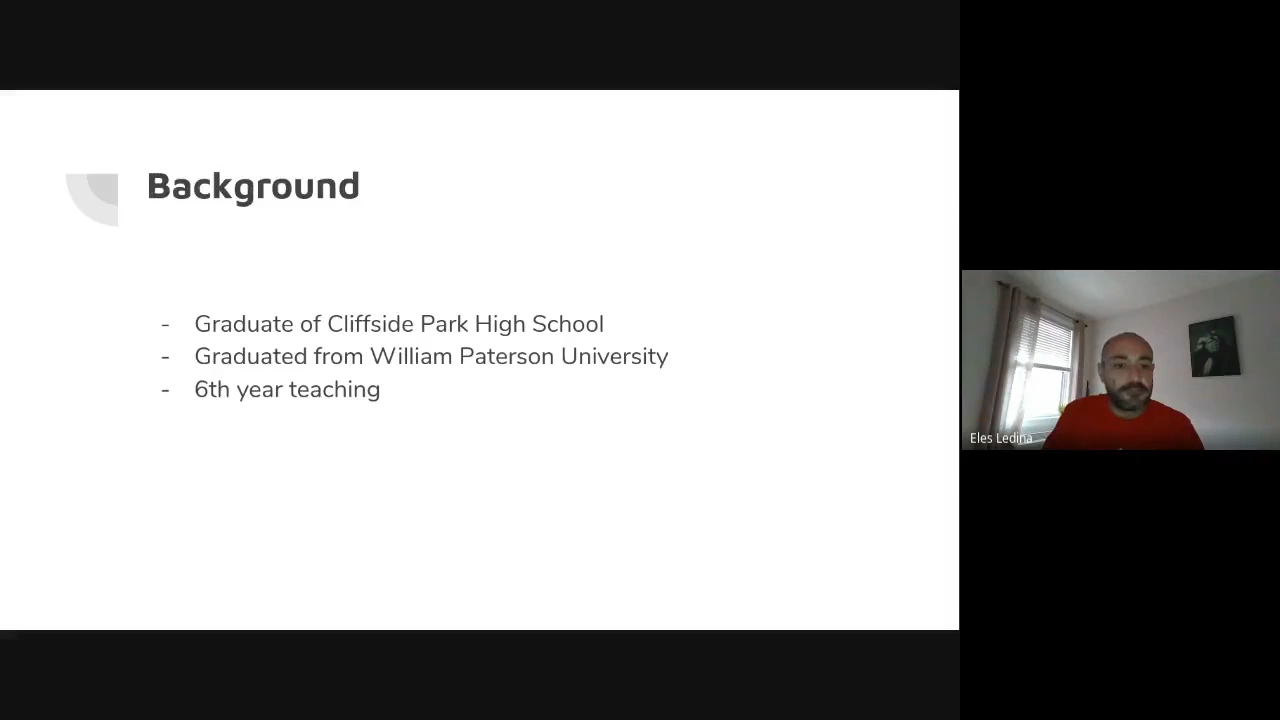 Background
- Graduate of Cliffside Park High School
- Graduated from William Paterson University
- 6th year teaching
Eles Ledina